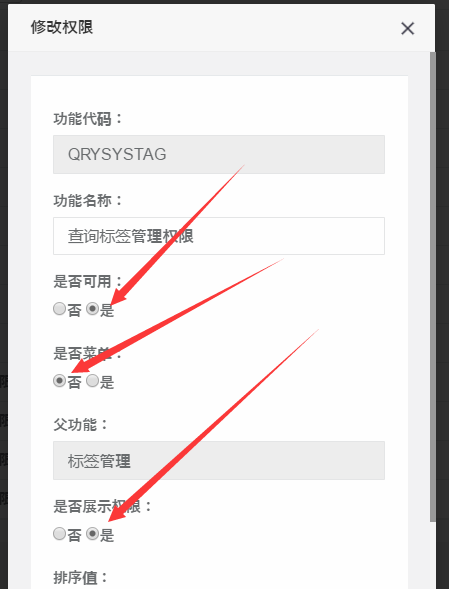 修改权限
功能代码：
QRYSYSTAG
功能名称：
查询标签管理权限
是否可用：
否 是
是否菜单：
否 是
父功能：
标签管理
是否展示权限：
否 是
排序值：